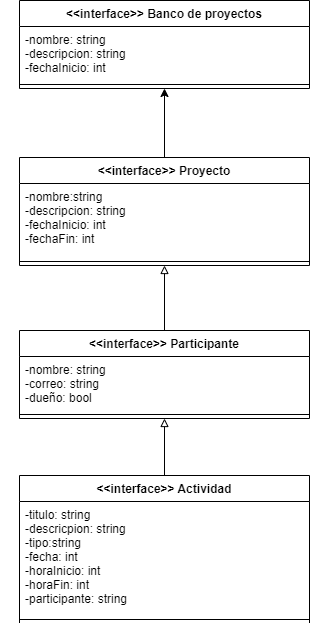 <<interface>> Banco de proyectos
-nombre: string
-descripcion: string
-fechaInicio: int
<<interface>> Proyecto
-nombre:string
-descripcion: string
-fechaInicio: int
-fechaFin: int
<<interface>> Participante
-nombre: string
-correo: string
-dueño: bool
<<interface>> Actividad
-titulo: string
-descricpion: string
-tipo:string
-fecha: int
-horaInicio: int
-horaFin: int
-participante: string